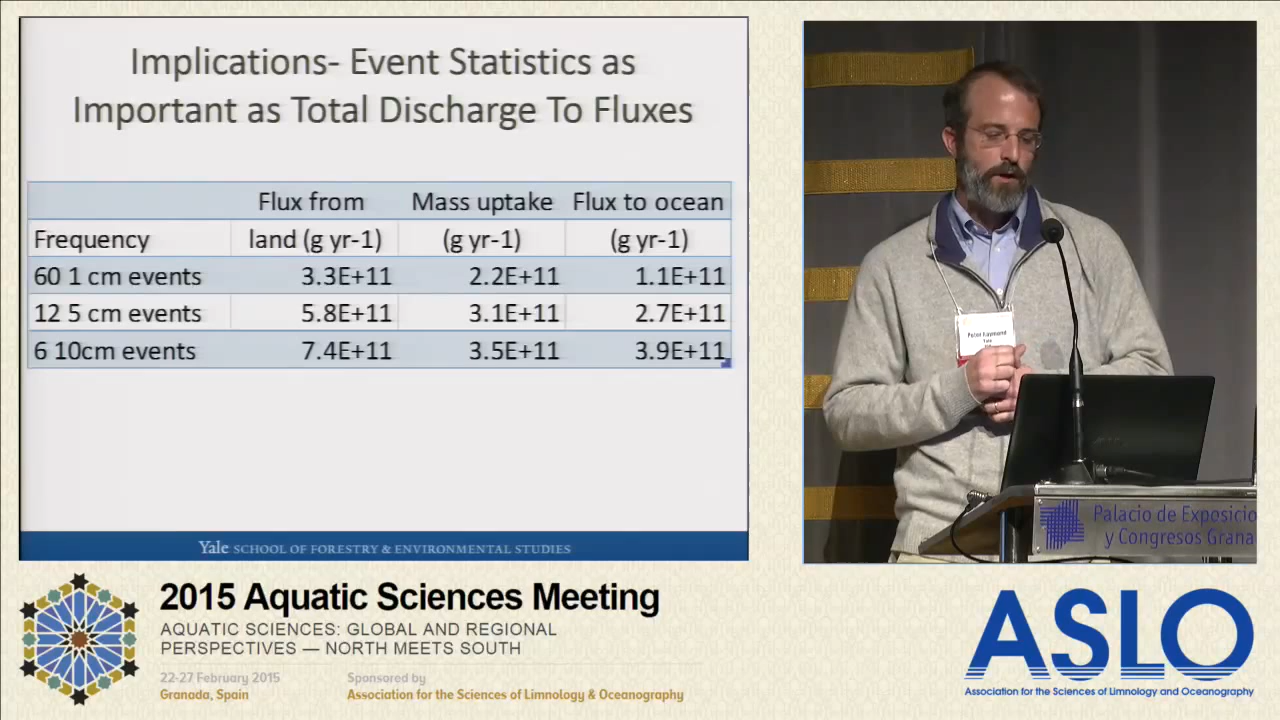 Implications- Event Statistics as
Important as Total Discharge To Fluxes
Flux from Mass uptake Flux to ocean
Frequency land (g yr-1) (g yr-1) (g yr-1)
60 1 cm events 3.3E+11 2.2E+11 1.1E+11
12 5 cm events 5.8E+11 3.1E+11 2.7E+11
6 10cm events 7.4E+11 3.5E+11 3.9E+11
Yale SCHOOL OF FORESTRY & ENVIRONMENTAL STUDIES
Peter Raymond
Yale
Palacio de Exposicio
y Congresos Grana
2015 Aquatic Sciences Meeting
AQUATIC SCIENCES: GLOBAL AND REGIONAL
PERSPECTIVES — NORTH MEETS SOUTH
22-27 February 2015 Sponsored by
Granada, Spain Association for the Sciences of Limnology & Oceanography
ASLO
Association for the Sciences of Limnology and Oceanography